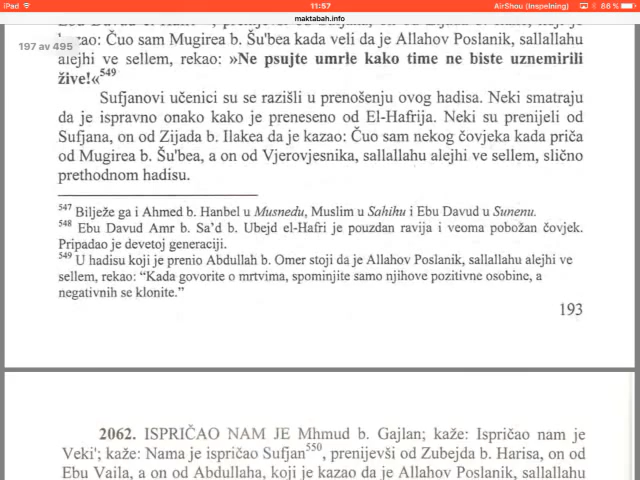 iPad 11:57 AirShou (Inspelning) 86 %
maktabah.info
197 av 495
kazao: Čuo sam Mugirea b. Šu'bea kada veli da je Allahov Poslanik, sallallahu
alejhi ve sellem, rekao: »Ne psujte umrle kako time ne biste uznemirili
žive!«549
Sufjanovi učenici su se razišli u prenošenju ovog hadisa. Neki smatraju
da je ispravno onako kako je preneseno od El-Hafrija. Neki su prenijeli od
Sufjana, on od Zijada b. Ilakea da je kazao: Čuo sam nekog čovjeka kada priča
od Mugirea b. Šu'bea, a on od Vjerovjesnika, sallallahu alejhi ve sellem, slično
prethodnom hadisu.
547 Bilježe ga i Ahmed b. Hanbel u Musnedu, Muslim u Sahihu i Ebu Davud u Sunenu.
548 Ebu Davud Amr b. Sa'd b. Ubejd el-Hafri je pouzdan ravija i veoma pobožan čovjek.
Pripadao je devetoj generaciji.
549 U hadisu koji je prenio Abdullah b. Omer stoji da je Allahov Poslanik, sallallahu alejhi ve
sellem, rekao: “Kada govorite o mrtvima, spominjite samo njihove pozitivne osobine, a
negativnih se klonite.”
193
2062. ISPRIČAO NAM JE Mhmud b. Gajlan; kaže: Ispričao nam je
Veki'; kaže: Nama je ispričao Sufjan550, prenijevši od Zubejda b. Harisa, on od
Ebu Vaila, a on od Abdullaha, koji je kazao da je Allahov Poslanik, sallallahu